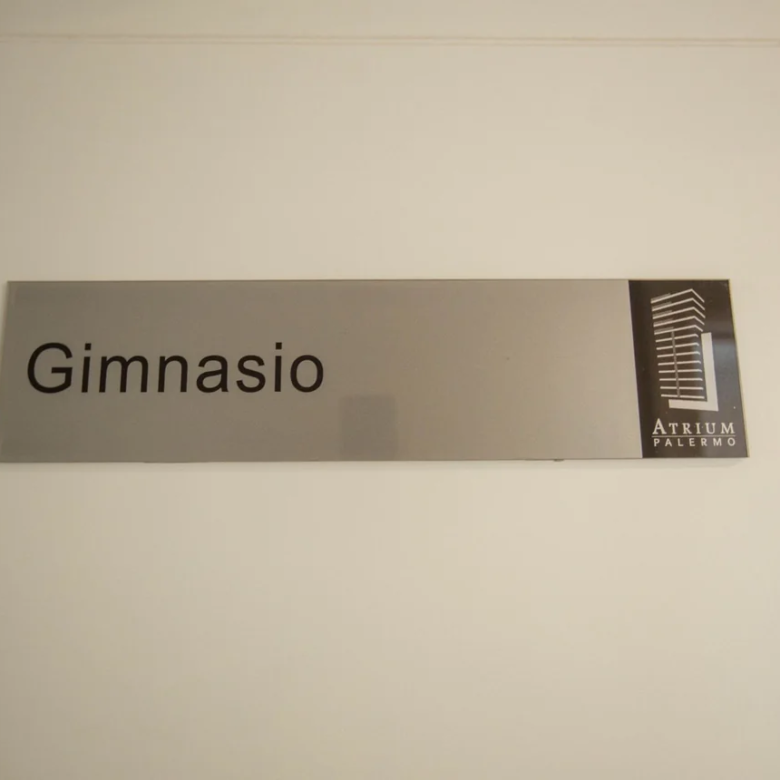 Gimnasio
ATRIUM
PALERMO